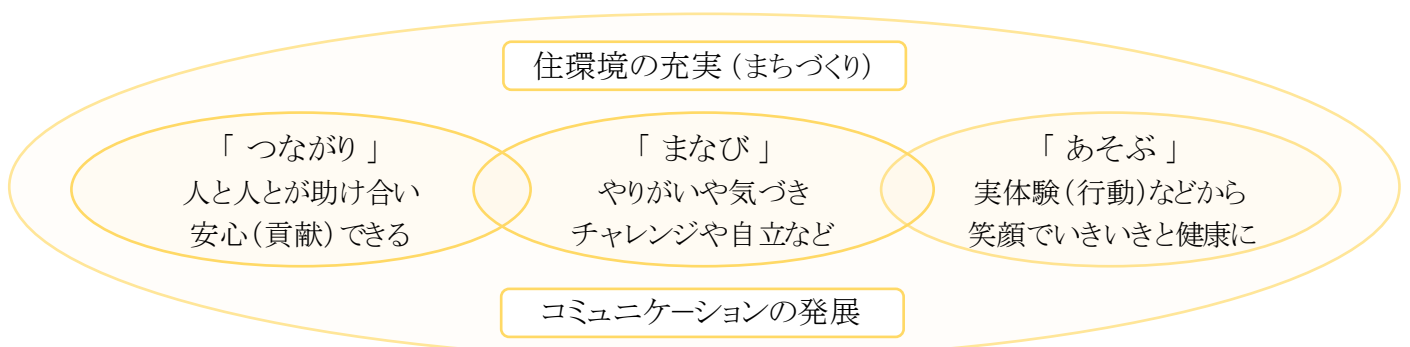 住環境の充実(まちづくり)
「 つながり 」
人と人とが助け合い
安心(貢献)できる
「 まなび 」
やりがいや気づき
チャレンジや自立など
「 あそぶ 」
実体験(行動)などから
笑顔でいきいきと健康に
コミュニケーションの発展